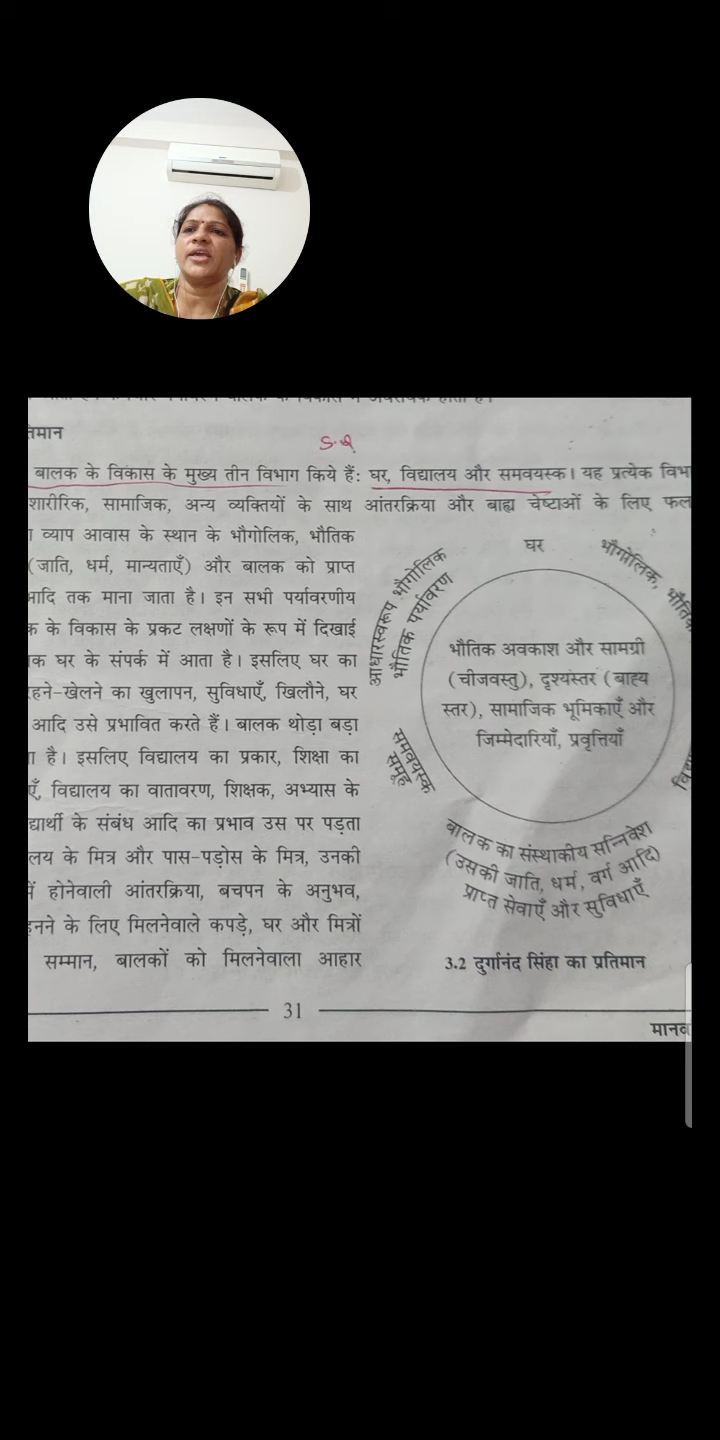 तिमान
S.Q
बालक के विकास के मुख्य तीन विभाग किये हैं: घर, विद्यालय और समवयस्क। यह प्रत्येक विभ
शारीरिक, सामाजिक, अन्य व्यक्तियों के साथ आंतरक्रिया और बाह्य चेष्टाओं के लिए फल
व्याप आवास के स्थान के भौगोलिक, भौतिक
(जाति, धर्म, मान्यताएँ) और बालक को प्राप्त
आदि तक माना जाता है। इन सभी पर्यावरणीय
क के विकास के प्रकट लक्षणों के रूप में दिखाई
क घर के संपर्क में आता है। इसलिए घर का
रहने-खेलने का खुलापन, सुविधाएँ, खिलौने, घर
आदि उसे प्रभावित करते हैं। बालक थोड़ा बड़ा
है। इसलिए विद्यालय का प्रकार, शिक्षा का
एँ, विद्यालय का वातावरण, शिक्षक, अभ्यास के
द्यार्थी के संबंध आदि का प्रभाव उस पर पड़ता
लय के मित्र और पास-पड़ोस के मित्र, उनकी
में होनेवाली आंतरक्रिया, बचपन के अनुभव,
हनने के लिए मिलनेवाले कपड़े, घर और मित्रों
सम्मान, बालकों को मिलनेवाला आहार
घर
भौगोलिक, भौतिक
आधारस्वरूप भौगोलिक
भौतिक पर्यावरण
भौतिक अवकाश और सामग्री
(चीजवस्तु), दृश्यस्तर (बाह्य
स्तर), सामाजिक भूमिकाएँ और
जिम्मेदारियाँ, प्रवृत्तियाँ
समवयस्क
समूह
विद्या
बालक का संस्थाकीय सन्निवेश
(उसकी जाति, धर्म, वर्ग आदि)
प्राप्त सेवाएँ और सुविधाएँ
3.2 दुर्गानंद सिंहा का प्रतिमान
31
मानव